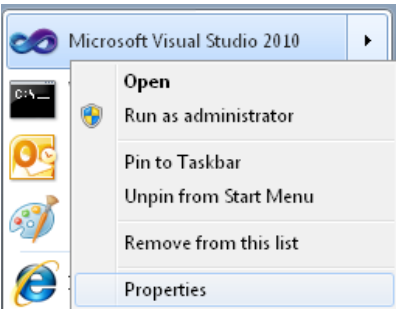 Microsoft Visual Studio 2010
Open
C:\_
Run as administrator
Pin to Taskbar
Unpin from Start Menu
Remove from this list
Properties